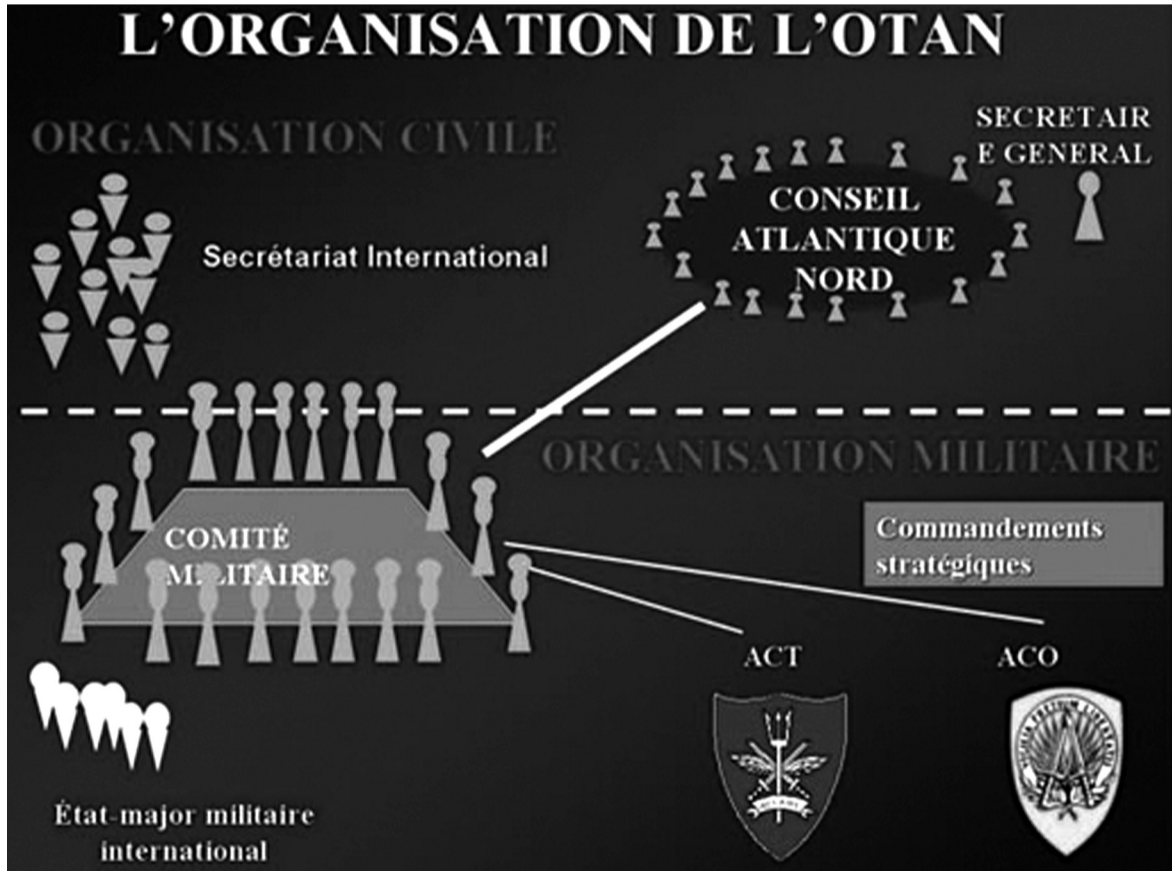 L'ORGANISATION DE L'OTAN
ORGANISATION CIVILE
SECRETAIR
E GENERAL
CONSEIL
ATLANTIQUE
NORD
Secrétariat International
ORGANISATION MILITAIRE
Commandements
stratégiques
COMITÉ
MILITAIRE
ACT
ACO
État-major militaire
international